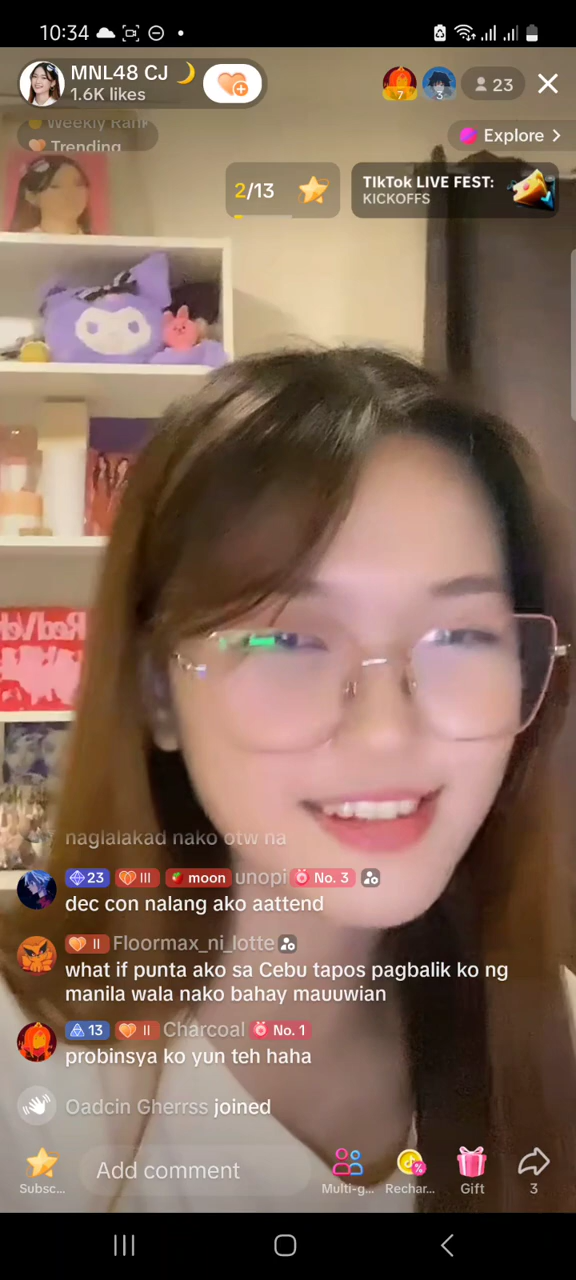 10:34
MNL48 CJ 🌙
1.6K likes
7
3
23
Weekly Rank
Trending
Explore >
2/13
TikTok LIVE FEST:
KICKOFFS
RedVel
naglalakad nako otw na
23 III moon unopi No. 3
dec con nalang ako aattend
II Floormax_ni_lotte
what if punta ako sa Cebu tapos pagbalik ko ng
manila wala nako bahay mauuwian
13 II Charcoal No. 1
probinsya ko yun teh haha
Oadcin Gherrss joined
Add comment
Subsc...
Multi-g...
Rechar...
Gift
3